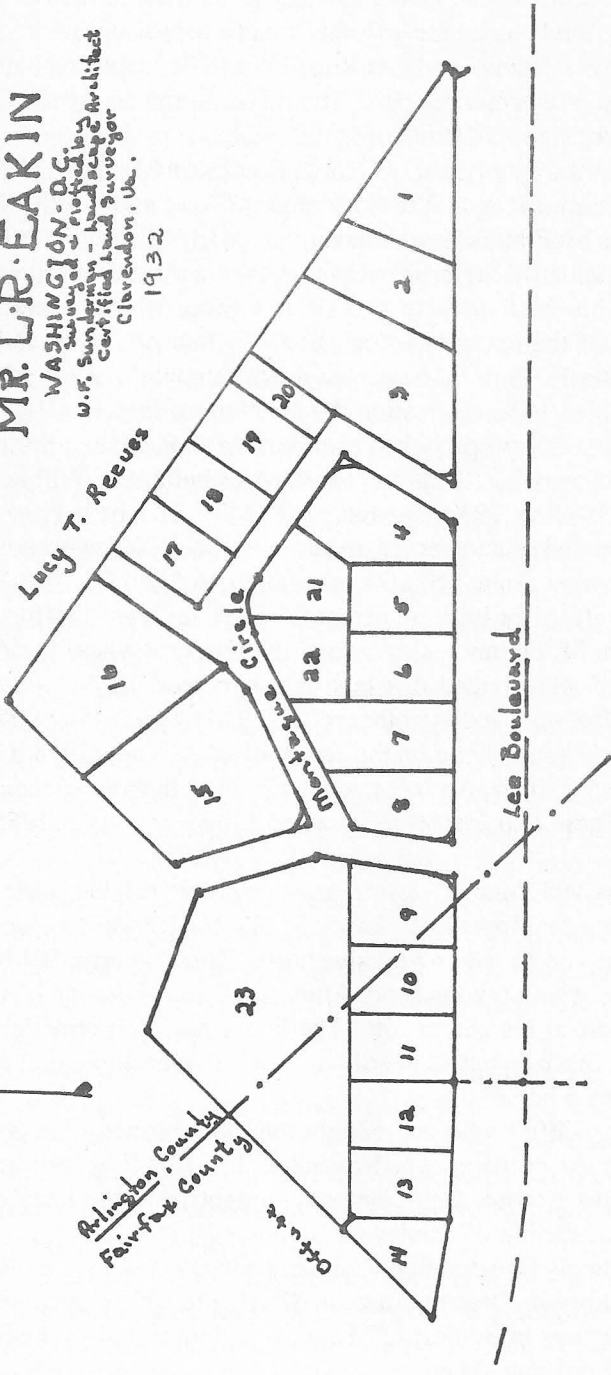 MR. L.R. EAKIN
WASHINGTON D.C.
Surveyed & Platted by
W.F. Sunderman - Landscape Architect
Certified Land Surveyor
Clarendon, Va.
1932
Lucy T. Reeves
1
2
3
20
19
18
17
16
15
Montague Circle
4
21
5
22
6
7
8
Lee Boulevard
23
9
10
11
12
13
14
Arlington County
Fairfax County